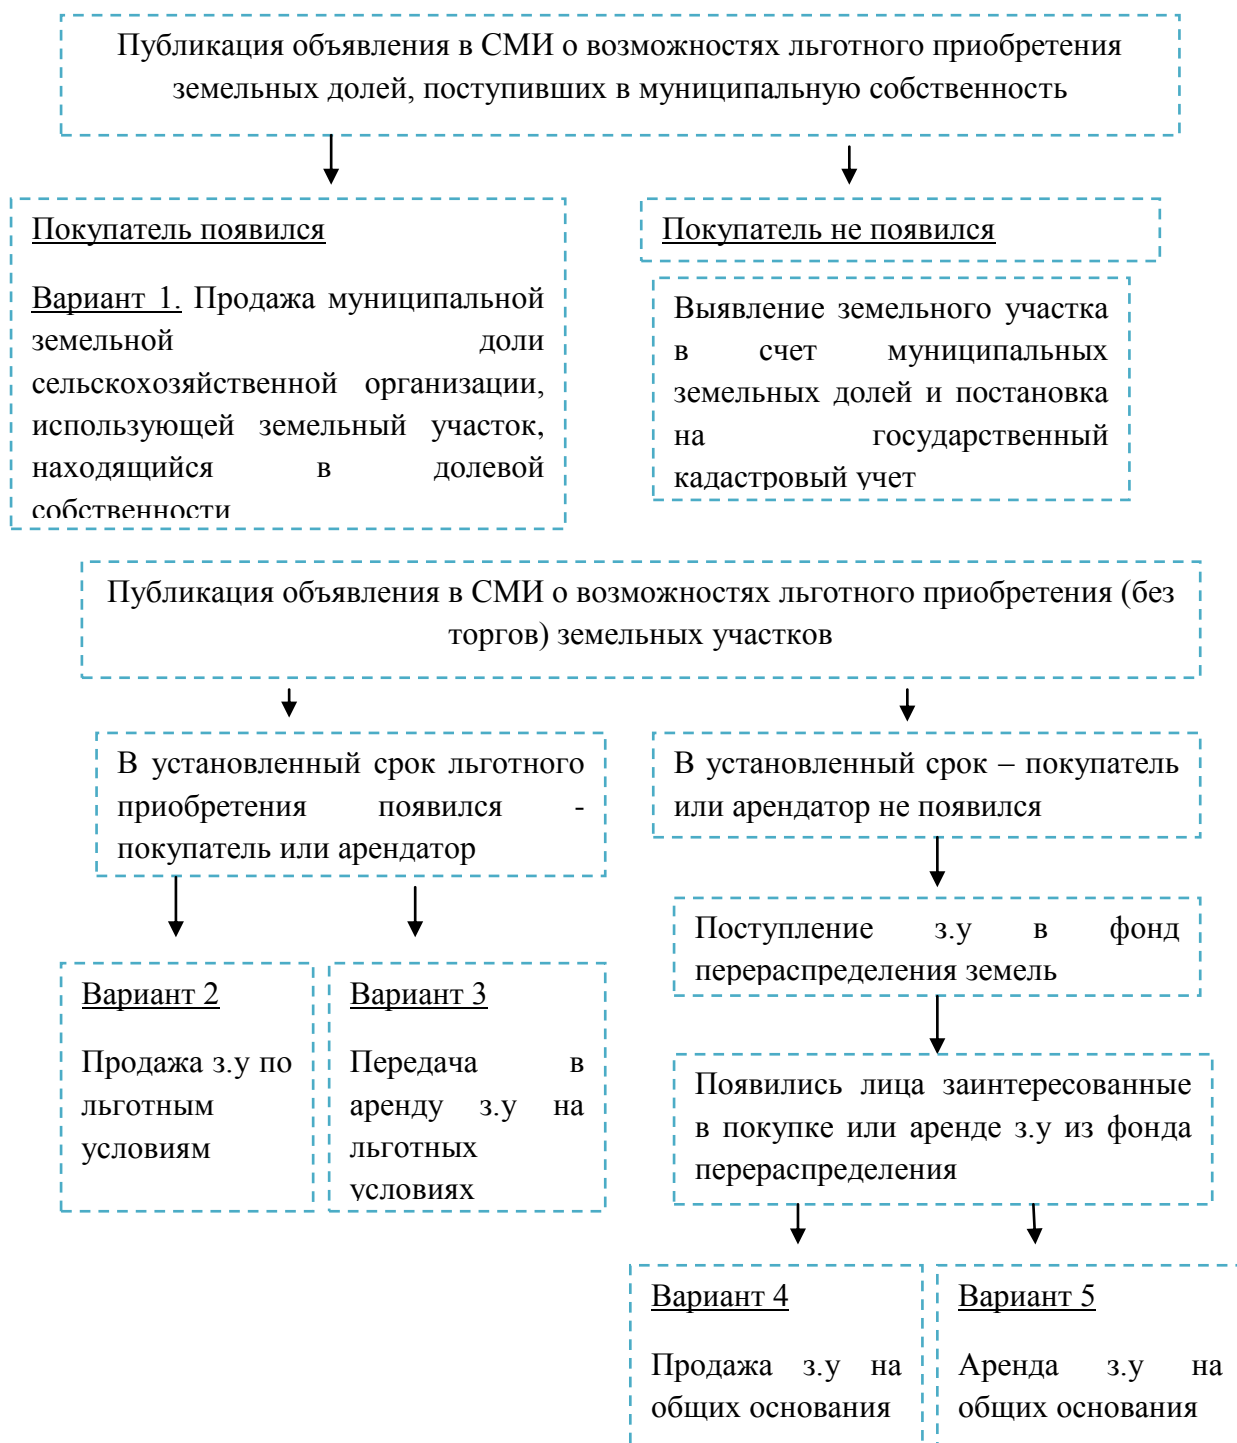 Публикация объявления в СМИ о возможностях льготного приобретения
земельных долей, поступивших в муниципальную собственность
Покупатель появился
Вариант 1. Продажа муниципальной
земельной доли
сельскохозяйственной организации,
использующей земельный участок,
находящийся в долевой
собственности
Покупатель не появился
Выявление земельного участка
в счет муниципальных
земельных долей и постановка
на государственный
кадастровый учет
Публикация объявления в СМИ о возможностях льготного приобретения (без
торгов) земельных участков
В установленный срок льготного
приобретения появился -
покупатель или арендатор
В установленный срок – покупатель
или арендатор не появился
Поступление з.у в фонд
перераспределения земель
Вариант 2
Продажа з.у по
льготным
условиям
Вариант 3
Передача в
аренду з.у на
льготных
условиях
Появились лица заинтересованные
в покупке или аренде з.у из фонда
перераспределения
Вариант 4
Продажа з.у на
общих основания
Вариант 5
Аренда з.у на
общих основания